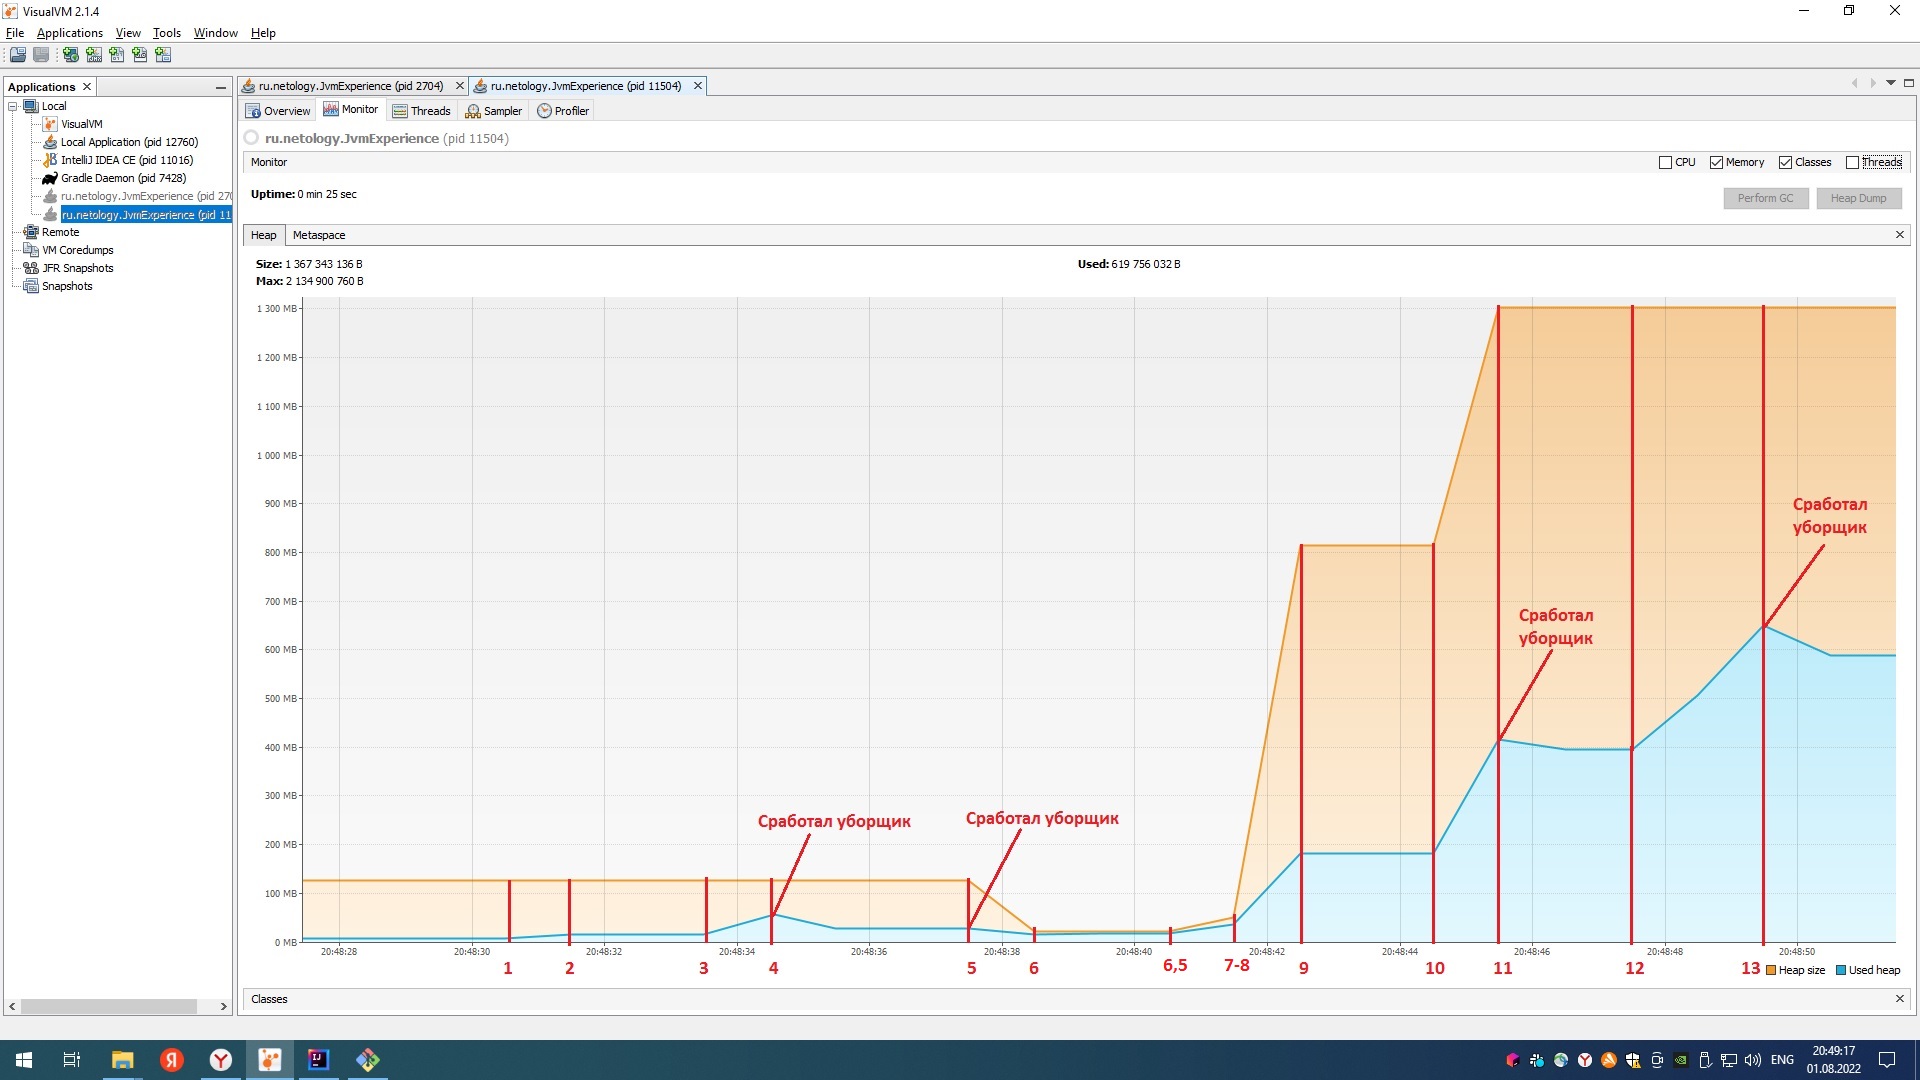 VisualVM 2.1.4
File Applications View Tools Window Help
Applications
Local
VisualVM
Local Application (pid 12760)
IntelliJ IDEA CE (pid 11016)
Gradle Daemon (pid 7428)
ru.netology.JvmExperience (pid 270
ru.netology.JvmExperience (pid 11
Remote
VM Coredumps
JFR Snapshots
Snapshots
ru.netology.JvmExperience (pid 2704) ru.netology.JvmExperience (pid 11504)
Overview Monitor Threads Sampler Profiler
ru.netology.JvmExperience (pid 11504)
Monitor CPU Memory Classes Threads
Uptime: 0 min 25 sec
Perform GC Heap Dump
Heap Metaspace
Size: 1 367 343 136 B Used: 619 756 032 B
Max: 2 134 900 760 B
1 300 MB
1 200 MB
1 100 MB
1 000 MB
900 MB
800 MB
700 MB
600 MB
500 MB
400 MB
300 MB
200 MB
100 MB
0 MB
Сработал
уборщик
Сработал
уборщик
Сработал уборщик
Сработал уборщик
20:48:28 20:48:30 20:48:32 20:48:34 20:48:36 20:48:38 20:48:40 20:48:42 20:48:44 20:48:46 20:48:48 20:48:50
1 2 3 4 5 6 6,5 7-8 9 10 11 12 13
Heap size Used heap
Classes
ENG
20:49:17
01.08.2022